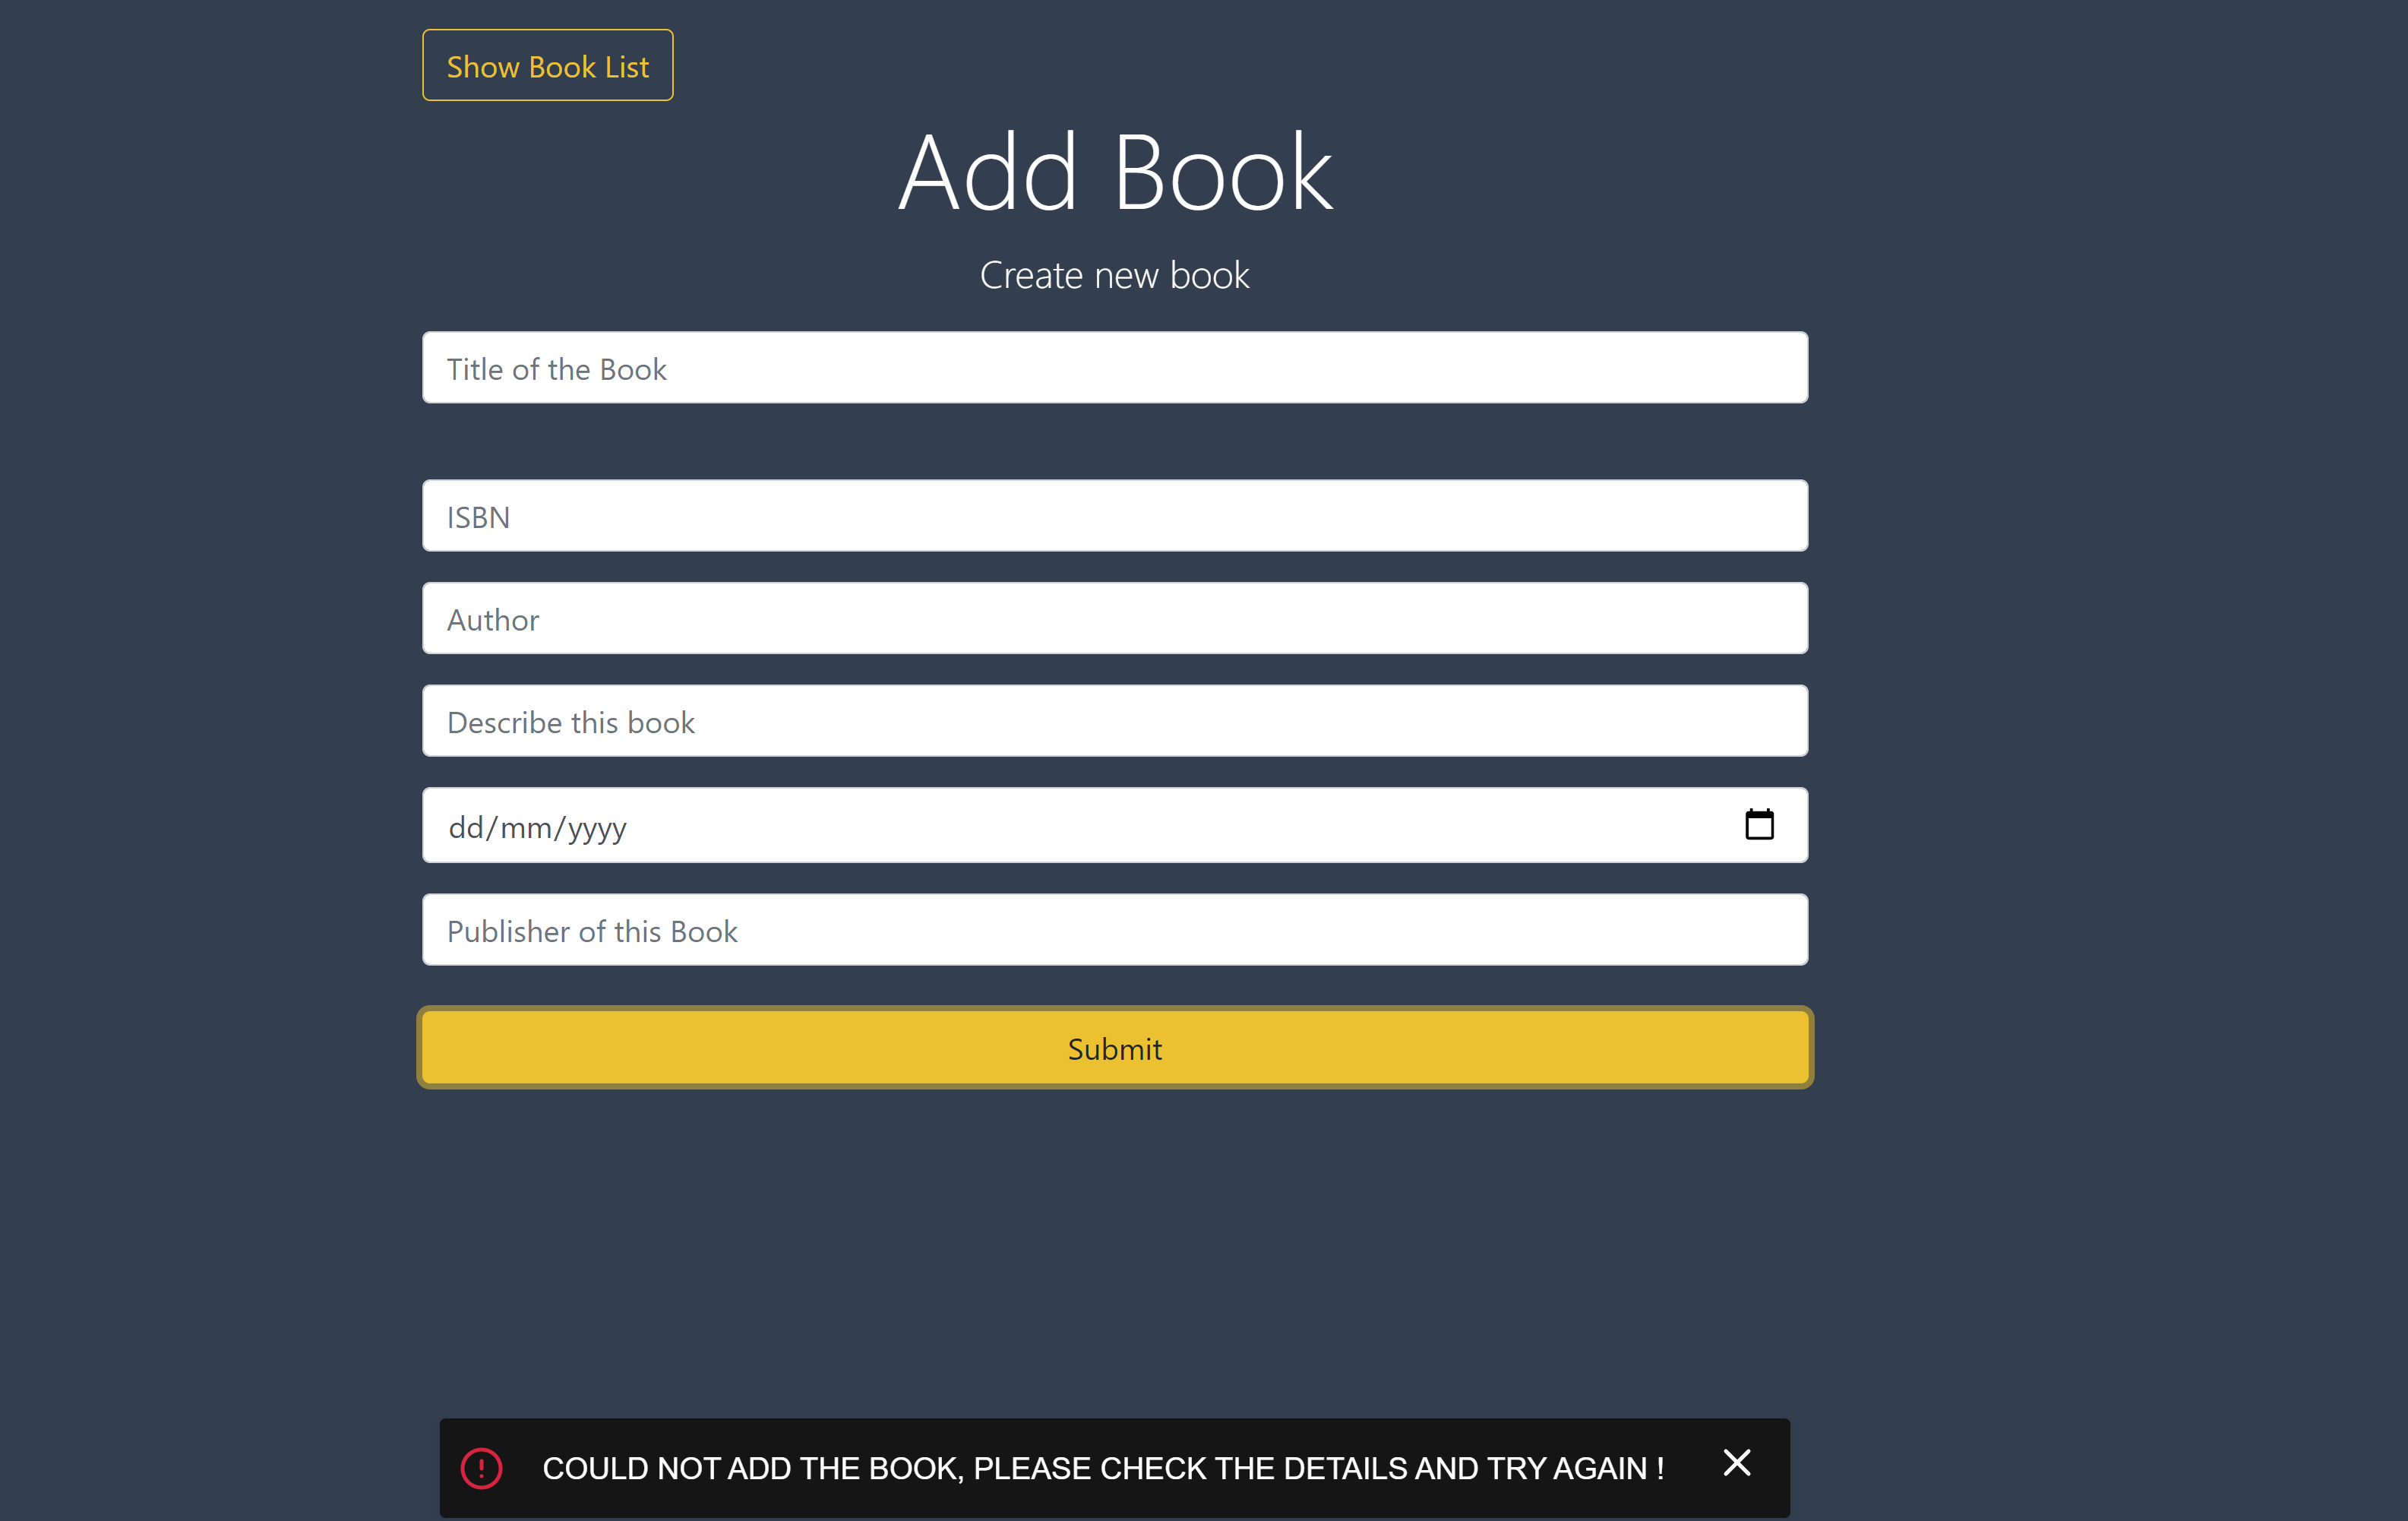 Show Book List
Add Book
Create new book
Title of the Book
ISBN
Author
Describe this book
dd/mm/yyyy
Publisher of this Book
Submit
COULD NOT ADD THE BOOK, PLEASE CHECK THE DETAILS AND TRY AGAIN !